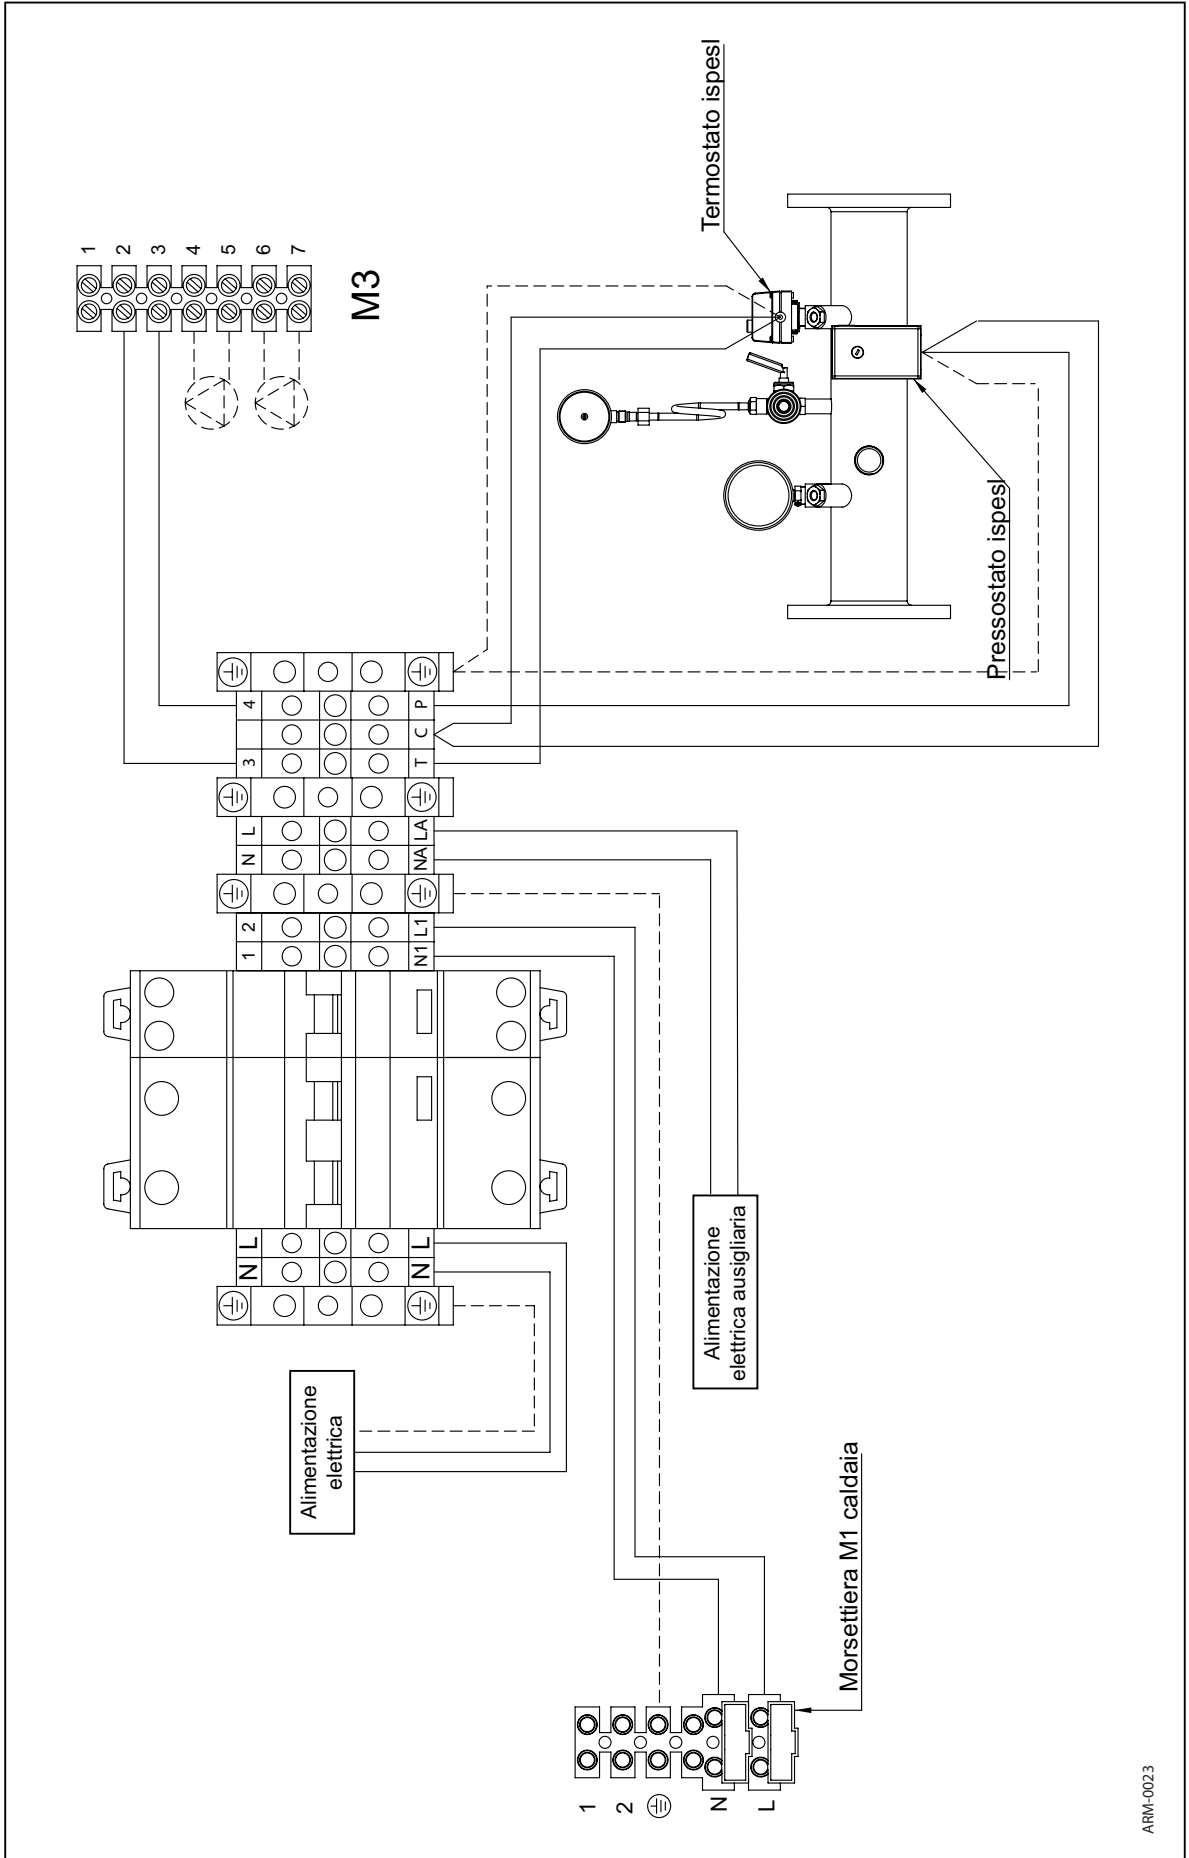 1
2
3
4
5
6
7
M3
Termostato ispesl
Pressostato ispesl
4
3
L
N
2
1
L
N
P
C
T
LA
NA
L1
N1
L
N
Alimentazione
elettrica
Alimentazione
elettrica ausigliaria
Morsettiera M1 caldaia
1
2
N
L
ARM-0023